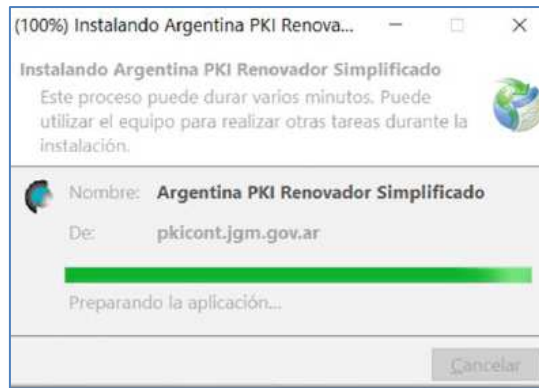 (100%) Instalando Argentina PKI Renova...
Instalando Argentina PKI Renovador Simplificado
Este proceso puede durar varios minutos. Puede
utilizar el equipo para realizar otras tareas durante la
instalación.
Nombre: Argentina PKI Renovador Simplificado
De: pkicont.jgm.gov.ar
Preparando la aplicación...
Cancelar